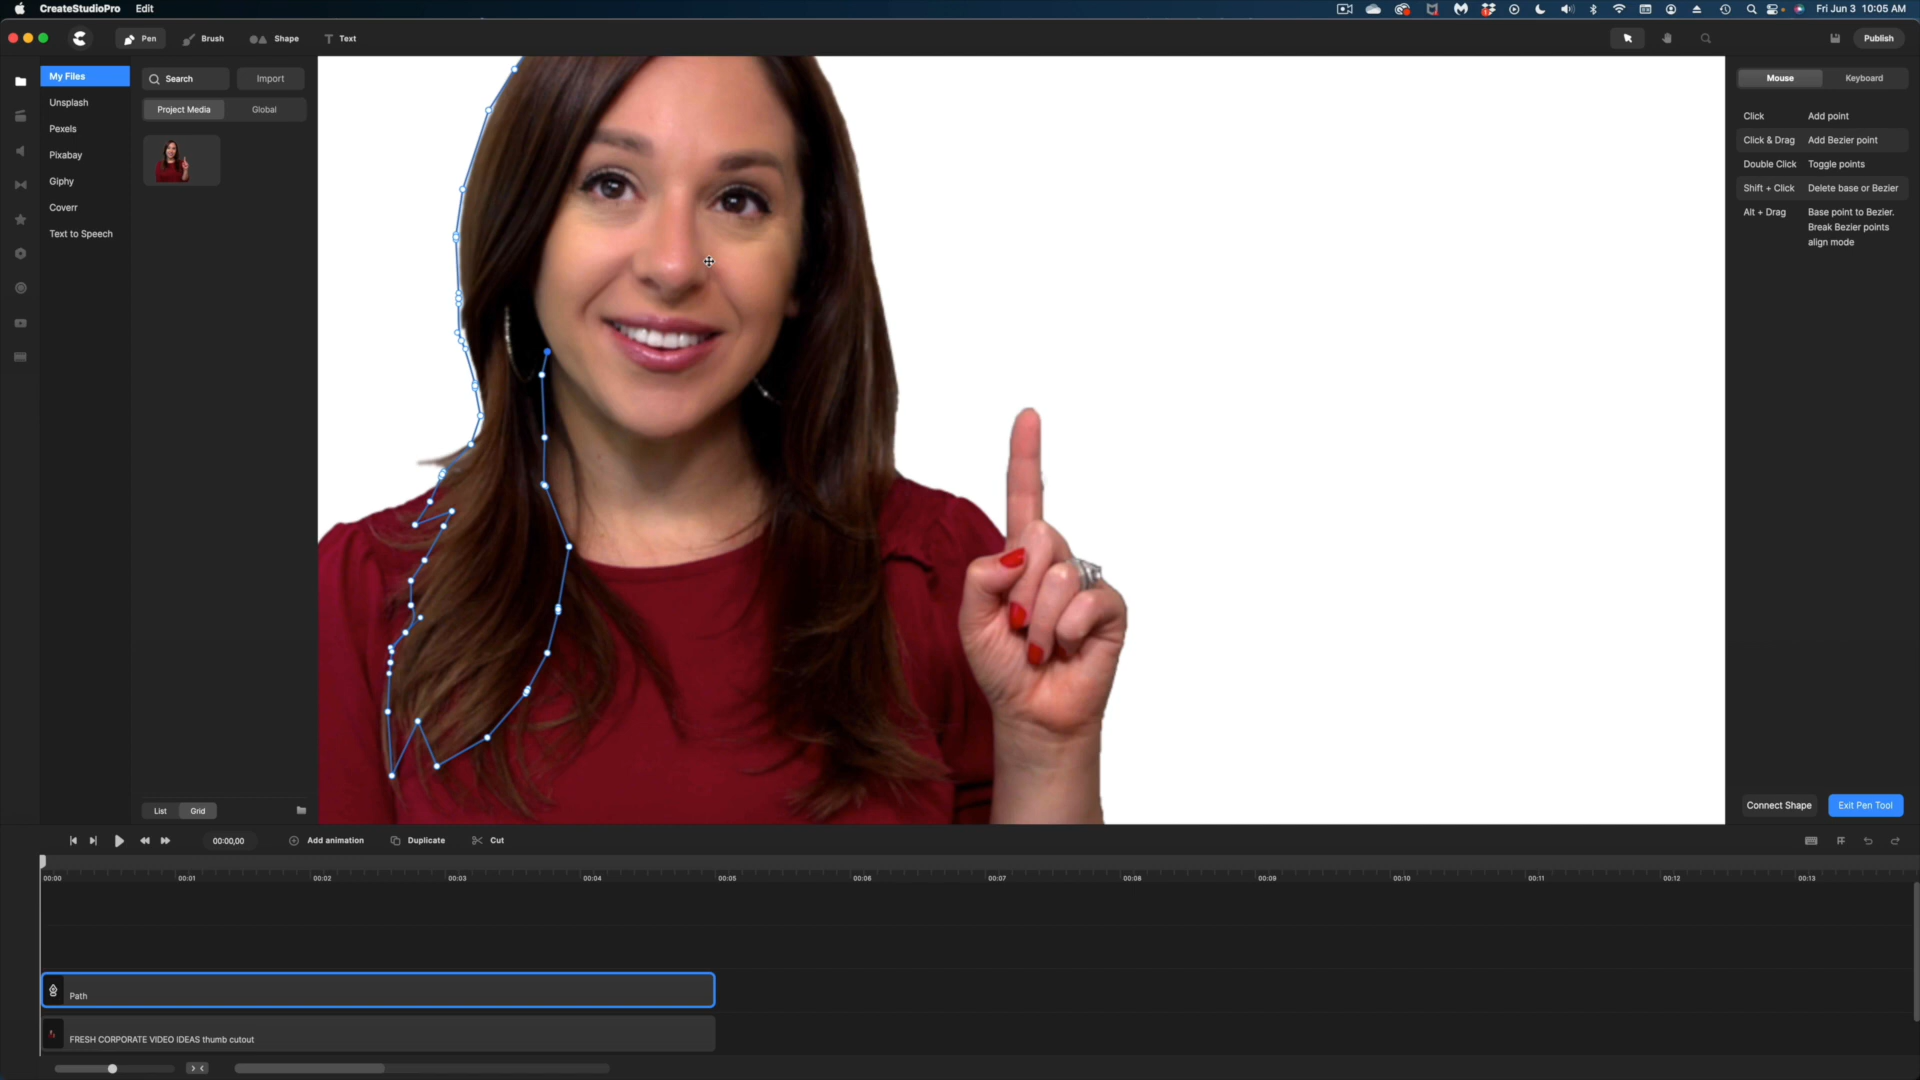 CreateStudioPro Edit
Fri Jun 3 10:05 AM
Pen Brush Shape Text
Publish
My Files
Unsplash
Pexels
Pixabay
Giphy
Coverr
Text to Speech
Search Import
Project Media Global
List Grid
Mouse Keyboard
Click Add point
Click & Drag Add Bezier point
Double Click Toggle points
Shift + Click Delete base or Bezier
Alt + Drag Base point to Bezier.
Break Bezier points
align mode
Connect Shape Exit Pen Tool
00:00,00 Add animation Duplicate Cut
00:00 00:01 00:02 00:03 00:04 00:05 00:06 00:07 00:08 00:09 00:10 00:11 00:12 00:13
Path
FRESH CORPORATE VIDEO IDEAS thumb cutout